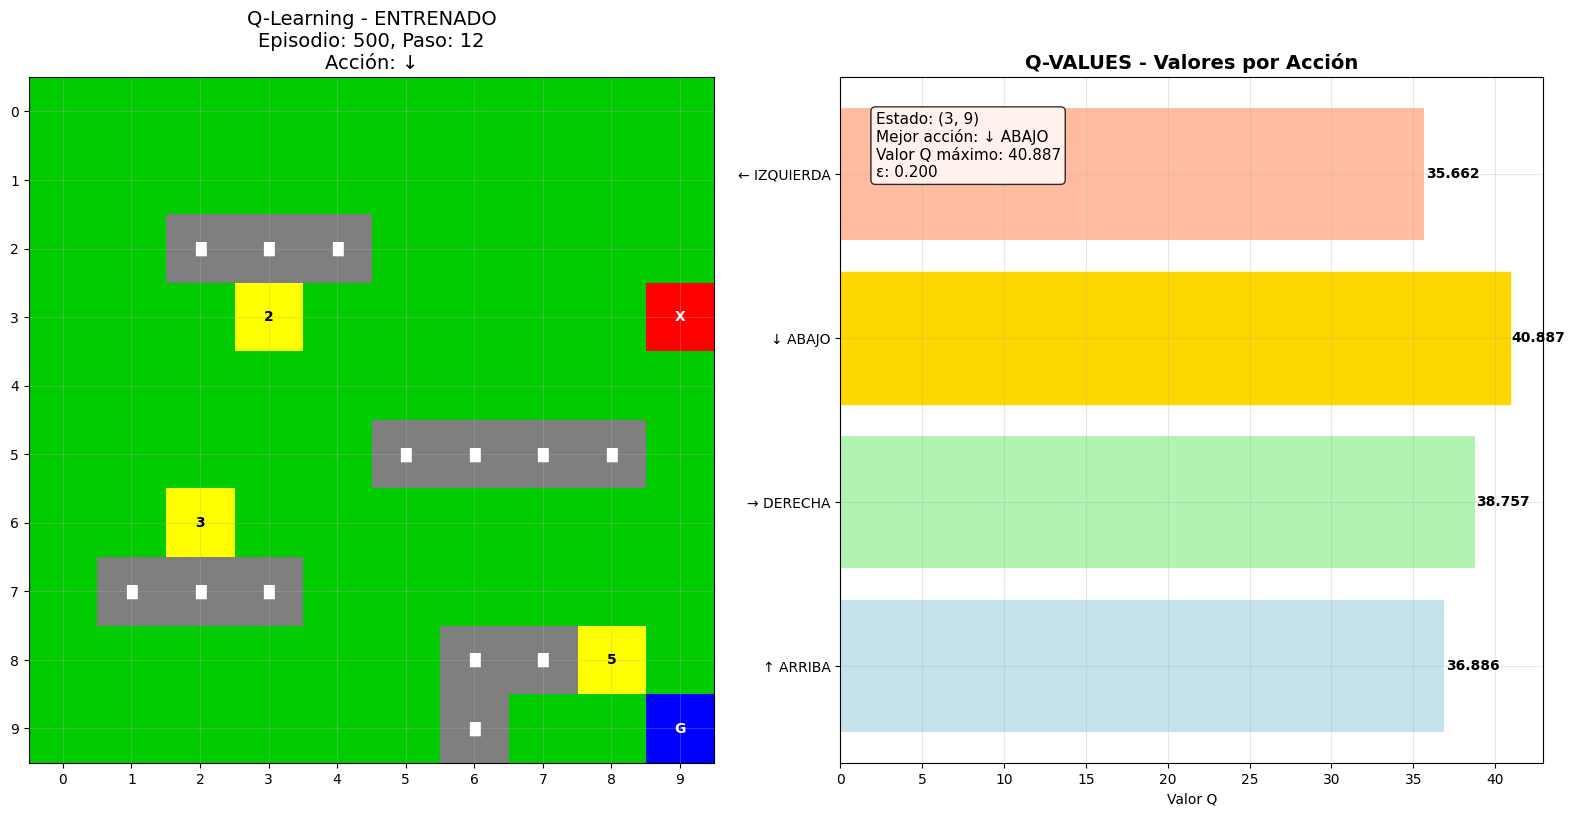 Q-Learning - ENTRENADO
Episodio: 500, Paso: 12
Acción: ↓
0
1
2
3
4
5
6
7
8
9
2
X
3
5
G
0 1 2 3 4 5 6 7 8 9
Q-VALUES - Valores por Acción
Estado: (3, 9)
Mejor acción: ↓ ABAJO
Valor Q máximo: 40.887
ε: 0.200
← IZQUIERDA
35.662
↓ ABAJO
40.887
→ DERECHA
38.757
↑ ARRIBA
36.886
0 5 10 15 20 25 30 35 40
Valor Q